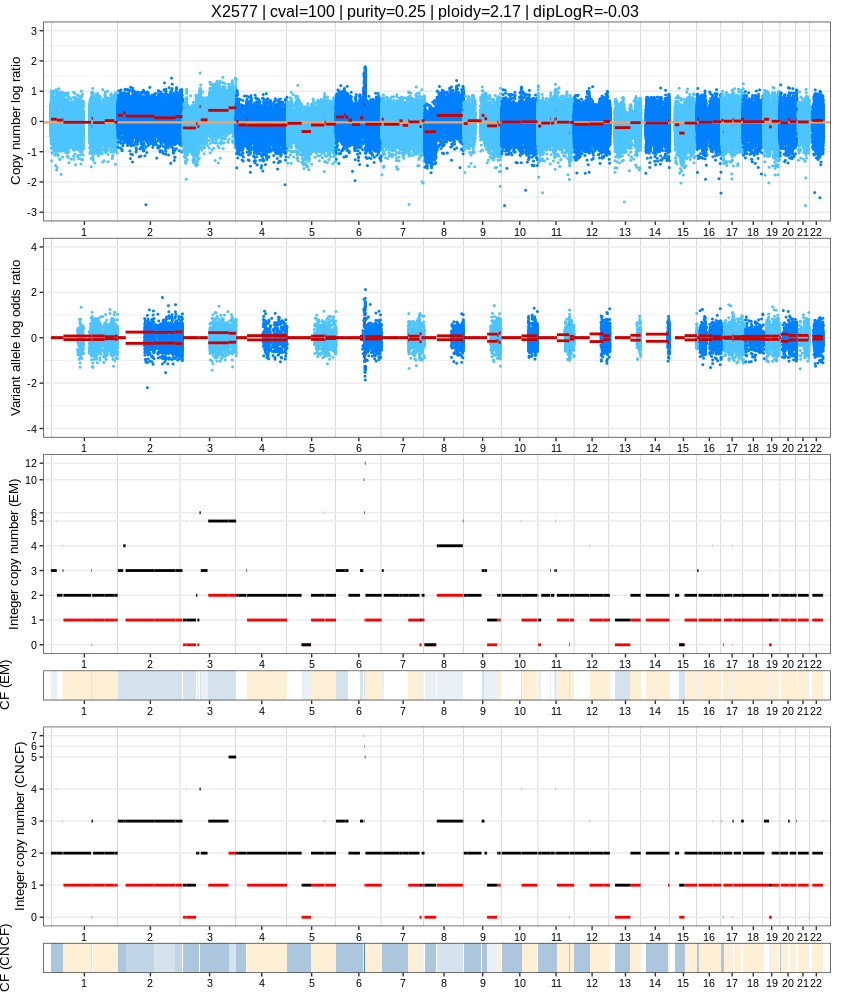 X2577 | cval=100 | purity=0.25 | ploidy=2.17 | dipLogR=-0.03
Copy number log ratio
3
2
1
0
-1
-2
-3
1 2 3 4 5 6 7 8 9 10 11 12 13 14 15 16 17 18 19 20 21 22
Variant allele log odds ratio
4
2
0
-2
-4
1 2 3 4 5 6 7 8 9 10 11 12 13 14 15 16 17 18 19 20 21 22
Integer copy number (EM)
12
10
6
5
4
3
2
1
0
1 2 3 4 5 6 7 8 9 10 11 12 13 14 15 16 17 18 19 20 21 22
CF (EM)
1 2 3 4 5 6 7 8 9 10 11 12 13 14 15 16 17 18 19 20 21 22
Integer copy number (CNCF)
7
6
5
4
3
2
1
0
1 2 3 4 5 6 7 8 9 10 11 12 13 14 15 16 17 18 19 20 21 22
CF (CNCF)
1 2 3 4 5 6 7 8 9 10 11 12 13 14 15 16 17 18 19 20 21 22